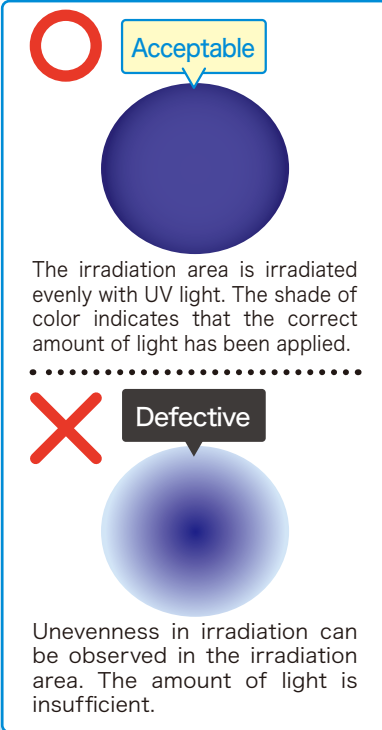 Acceptable
The irradiation area is irradiated
evenly with UV light. The shade of
color indicates that the correct
amount of light has been applied.
Defective
Unevenness in irradiation can
be observed in the irradiation
area. The amount of light is
insufficient.